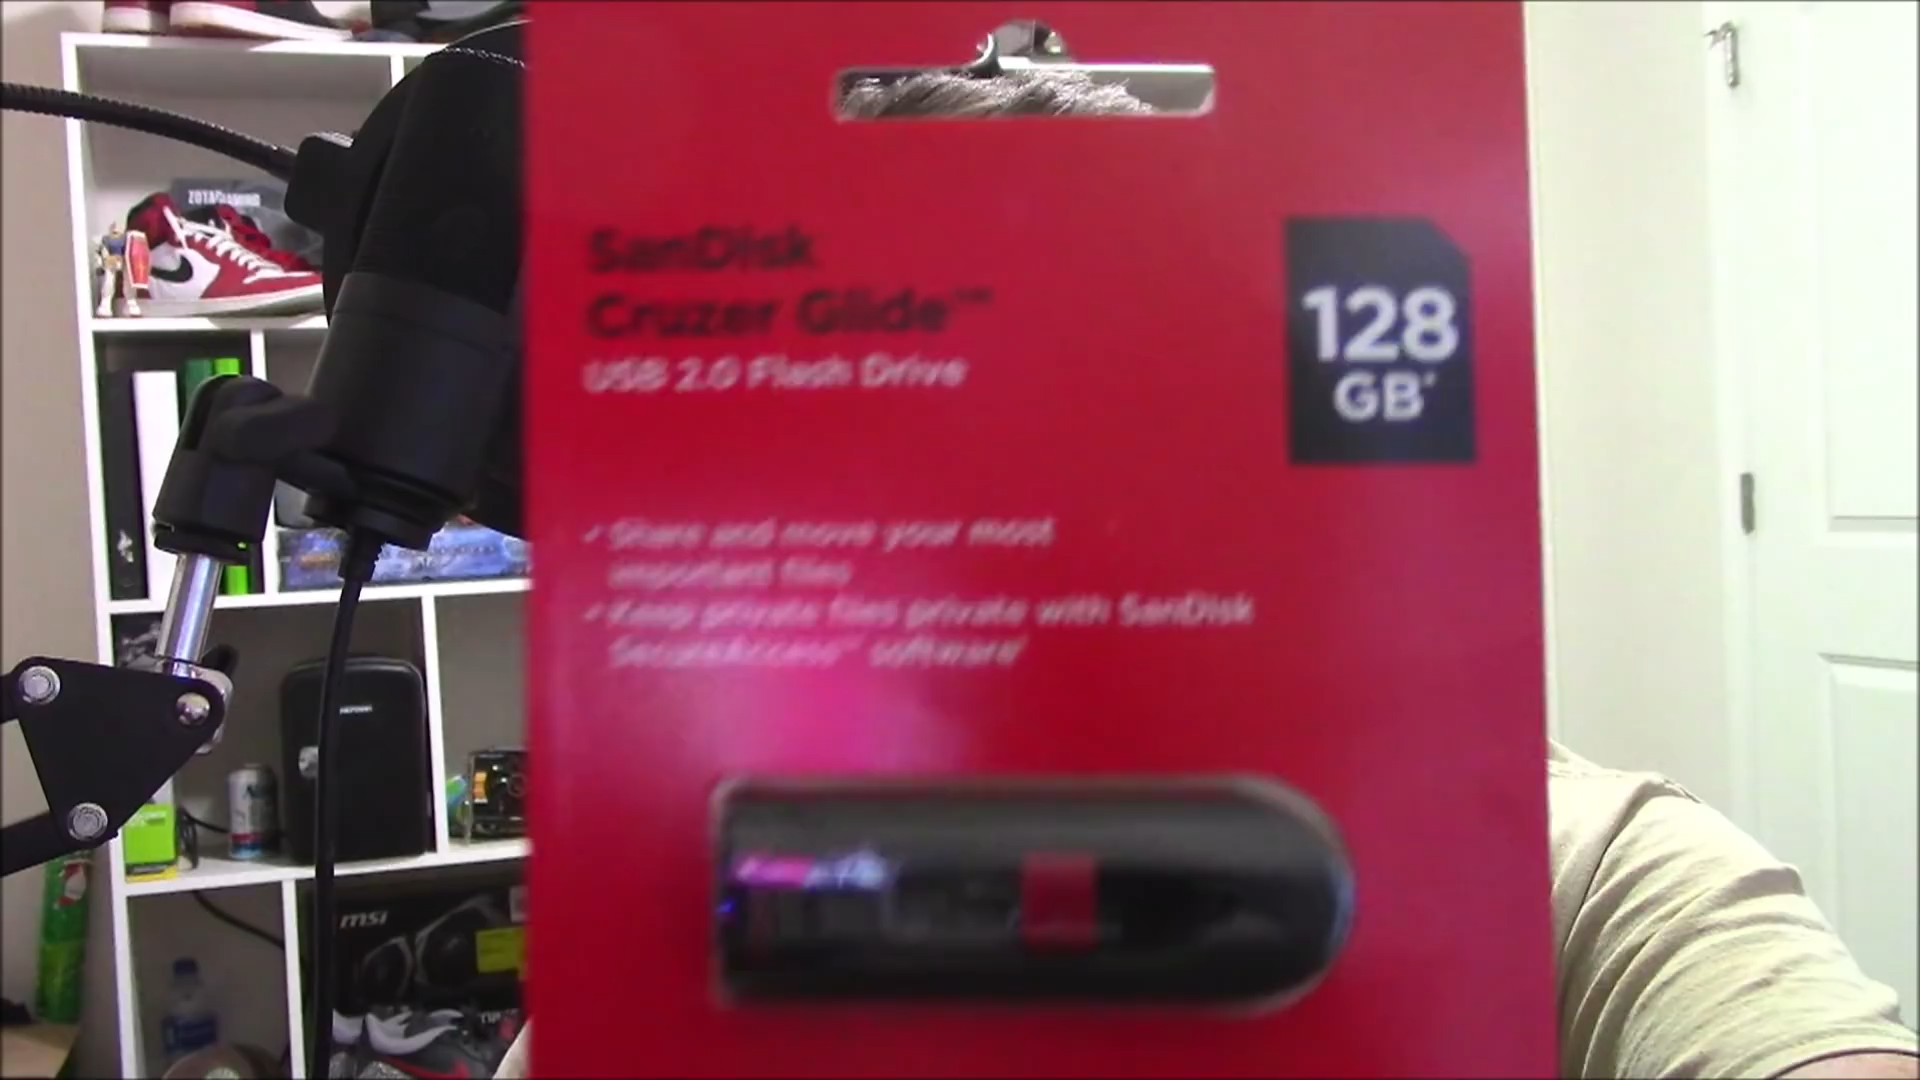 SanDisk
Cruzer Glide™
USB 2.0 Flash Drive
128
GB*
✓ Share and move your most
important files
✓ Keep private files private with SanDisk
SecureAccess™ software
msi